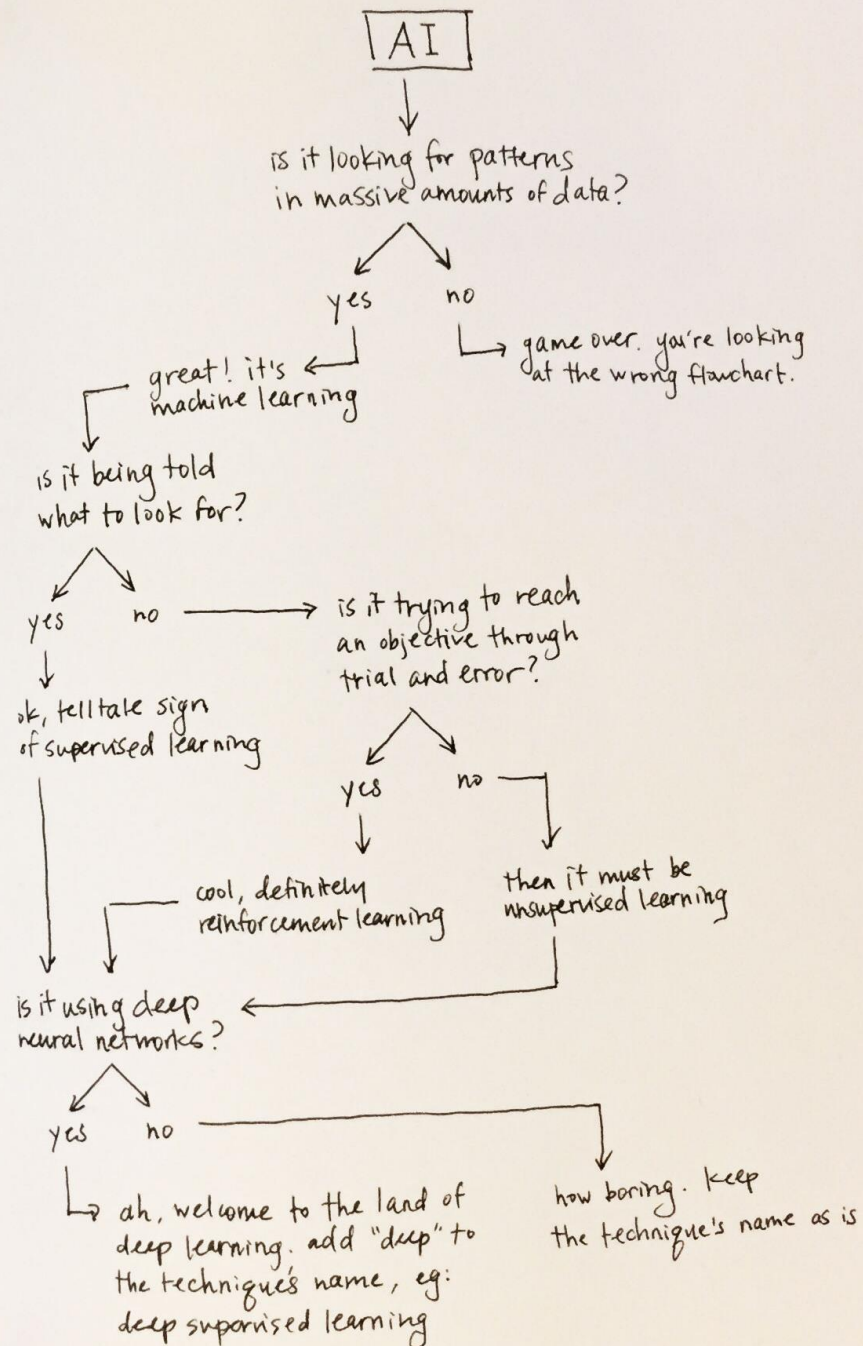 AI
is it looking for patterns
in massive amounts of data?
yes
no
great! it's
machine learning
game over. you're looking
at the wrong flowchart.
is it being told
what to look for?
yes
no
is it trying to reach
an objective through
trial and error?
ok, telltale sign
of supervised learning
yes
no
cool, definitely
reinforcement learning
then it must be
unsupervised learning
is it using deep
neural networks?
yes
no
ah, welcome to the land of
deep learning. add "deep" to
the technique's name, eg:
deep supervised learning
how boring. keep
the technique's name as is